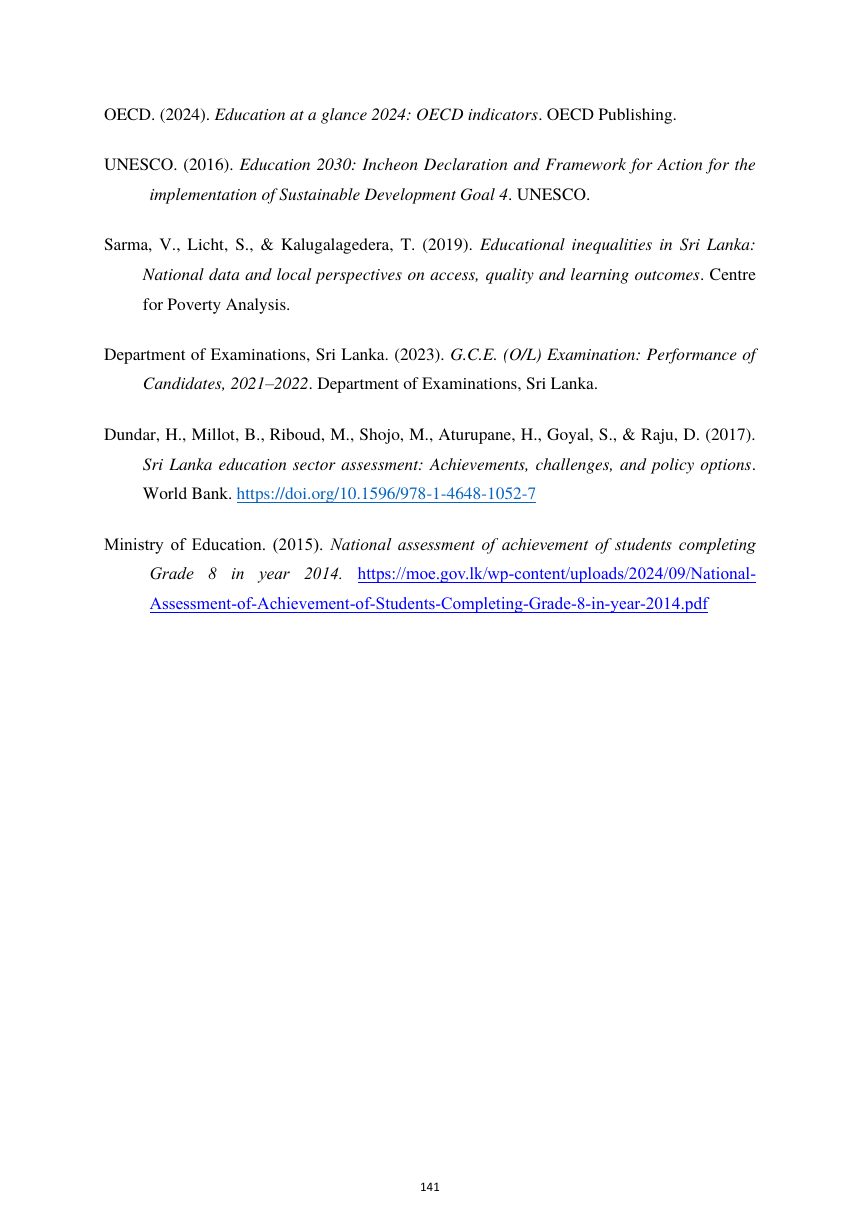 OECD. (2024). Education at a glance 2024: OECD indicators. OECD Publishing.
UNESCO. (2016). Education 2030: Incheon Declaration and Framework for Action for the
implementation of Sustainable Development Goal 4. UNESCO.
Sarma, V., Licht, S., & Kalugalagedera, T. (2019). Educational inequalities in Sri Lanka:
National data and local perspectives on access, quality and learning outcomes. Centre
for Poverty Analysis.
Department of Examinations, Sri Lanka. (2023). G.C.E. (O/L) Examination: Performance of
Candidates, 2021–2022. Department of Examinations, Sri Lanka.
Dundar, H., Millot, B., Riboud, M., Shojo, M., Aturupane, H., Goyal, S., & Raju, D. (2017).
Sri Lanka education sector assessment: Achievements, challenges, and policy options.
World Bank. https://doi.org/10.1596/978-1-4648-1052-7
Ministry of Education. (2015). National assessment of achievement of students completing
Grade 8 in year 2014. https://moe.gov.lk/wp-content/uploads/2024/09/National-
Assessment-of-Achievement-of-Students-Completing-Grade-8-in-year-2014.pdf
141